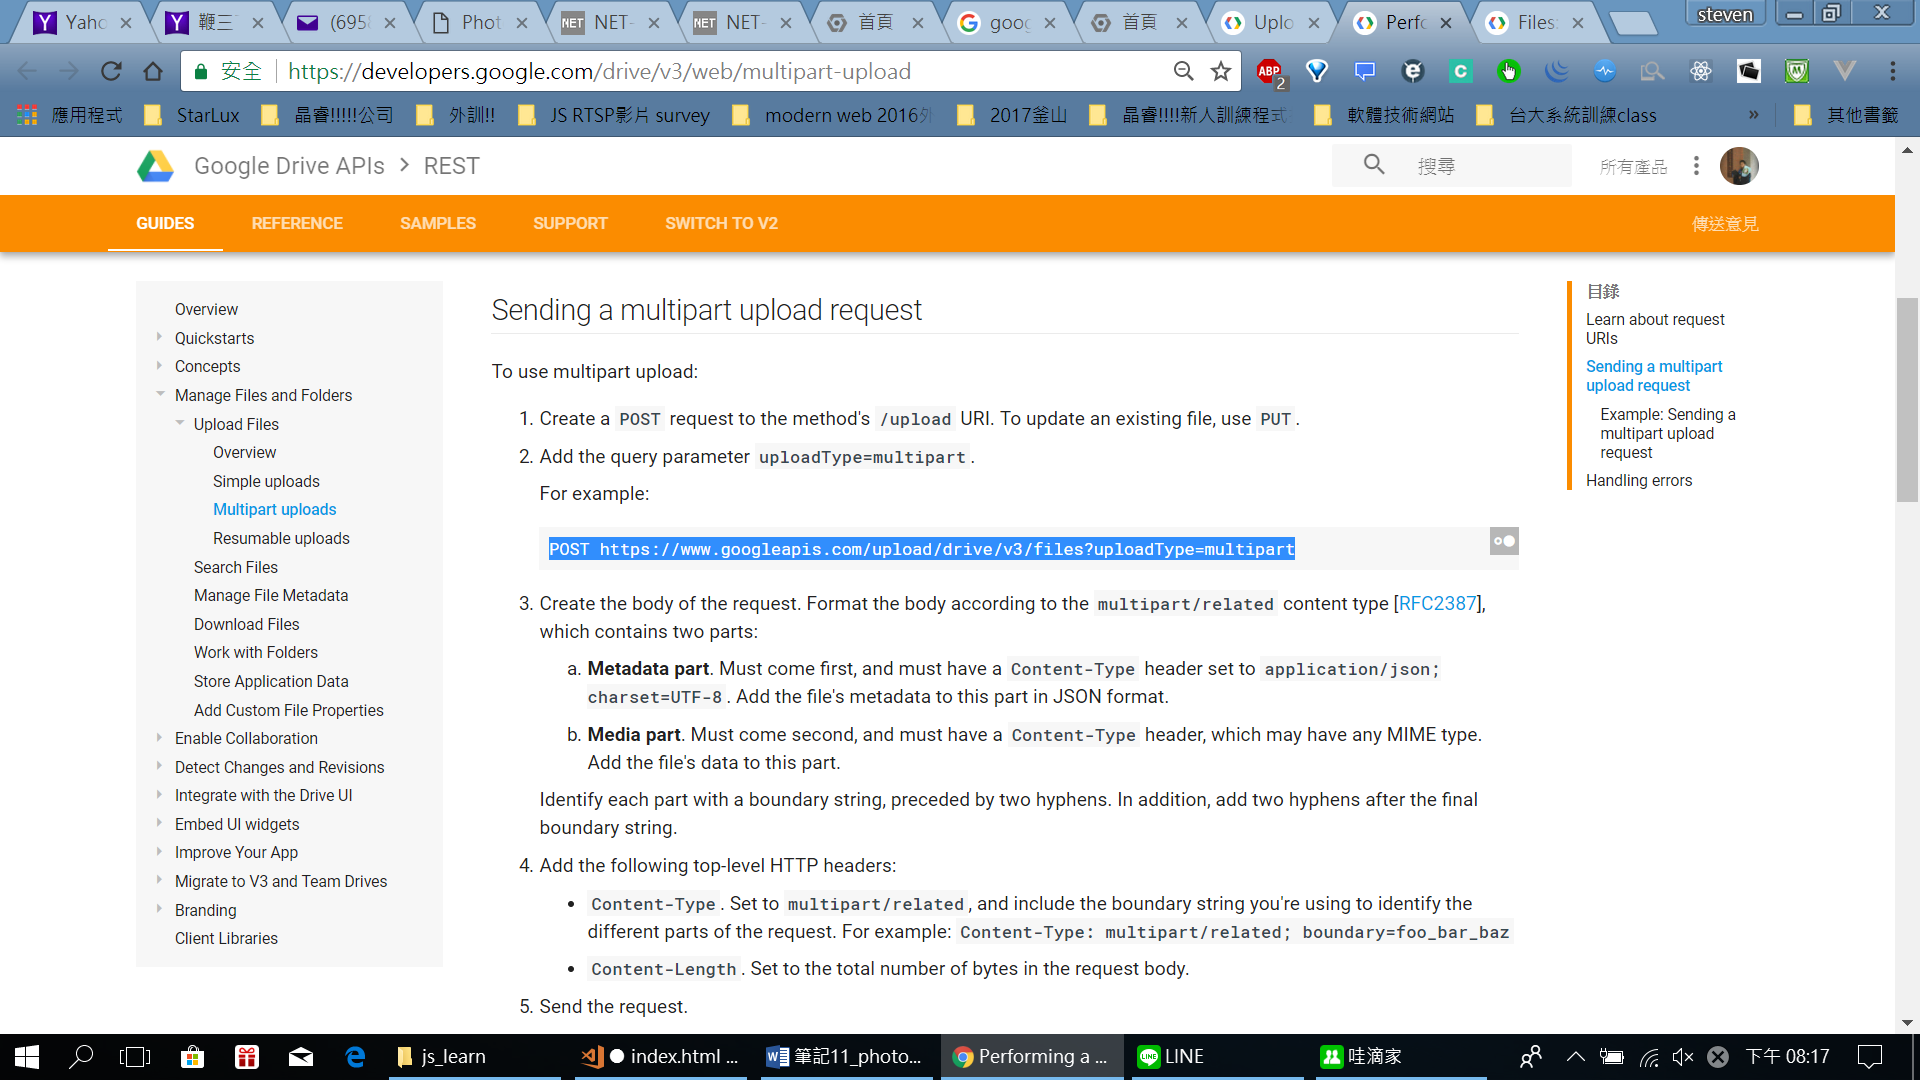 Yaho
鞭三
(695
Phot
NET-
NET-
首頁
goog
首頁
Uplo
Perfo
Files:
steven
安全
https://developers.google.com/drive/v3/web/multipart-upload
ABP
2
應用程式
StarLux
晶睿!!!!!公司
外訓!!
JS RTSP影片 survey
modern web 2016外
2017釜山
晶睿!!!!新人訓練程式
軟體技術網站
台大系統訓練class
»
其他書籤
Google Drive APIs > REST
搜尋
所有產品
GUIDES
REFERENCE
SAMPLES
SUPPORT
SWITCH TO V2
傳送意見
Overview
Quickstarts
Concepts
Manage Files and Folders
Upload Files
Overview
Simple uploads
Multipart uploads
Resumable uploads
Search Files
Manage File Metadata
Download Files
Work with Folders
Store Application Data
Add Custom File Properties
Enable Collaboration
Detect Changes and Revisions
Integrate with the Drive UI
Embed UI widgets
Improve Your App
Migrate to V3 and Team Drives
Branding
Client Libraries
Sending a multipart upload request
To use multipart upload:
1. Create a POST request to the method's /upload URI. To update an existing file, use PUT.
2. Add the query parameter uploadType=multipart.
For example:
POST https://www.googleapis.com/upload/drive/v3/files?uploadType=multipart
3. Create the body of the request. Format the body according to the multipart/related content type [RFC2387],
which contains two parts:
a. Metadata part. Must come first, and must have a Content-Type header set to application/json;
charset=UTF-8. Add the file's metadata to this part in JSON format.
b. Media part. Must come second, and must have a Content-Type header, which may have any MIME type.
Add the file's data to this part.
Identify each part with a boundary string, preceded by two hyphens. In addition, add two hyphens after the final
boundary string.
4. Add the following top-level HTTP headers:
• Content-Type. Set to multipart/related, and include the boundary string you're using to identify the
different parts of the request. For example: Content-Type: multipart/related; boundary=foo_bar_baz
• Content-Length. Set to the total number of bytes in the request body.
5. Send the request.
目錄
Learn about request
URIs
Sending a multipart
upload request
Example: Sending a
multipart upload
request
Handling errors
js_learn
● index.html ...
筆記11_photo...
Performing a ...
LINE
哇滴家
下午 08:17